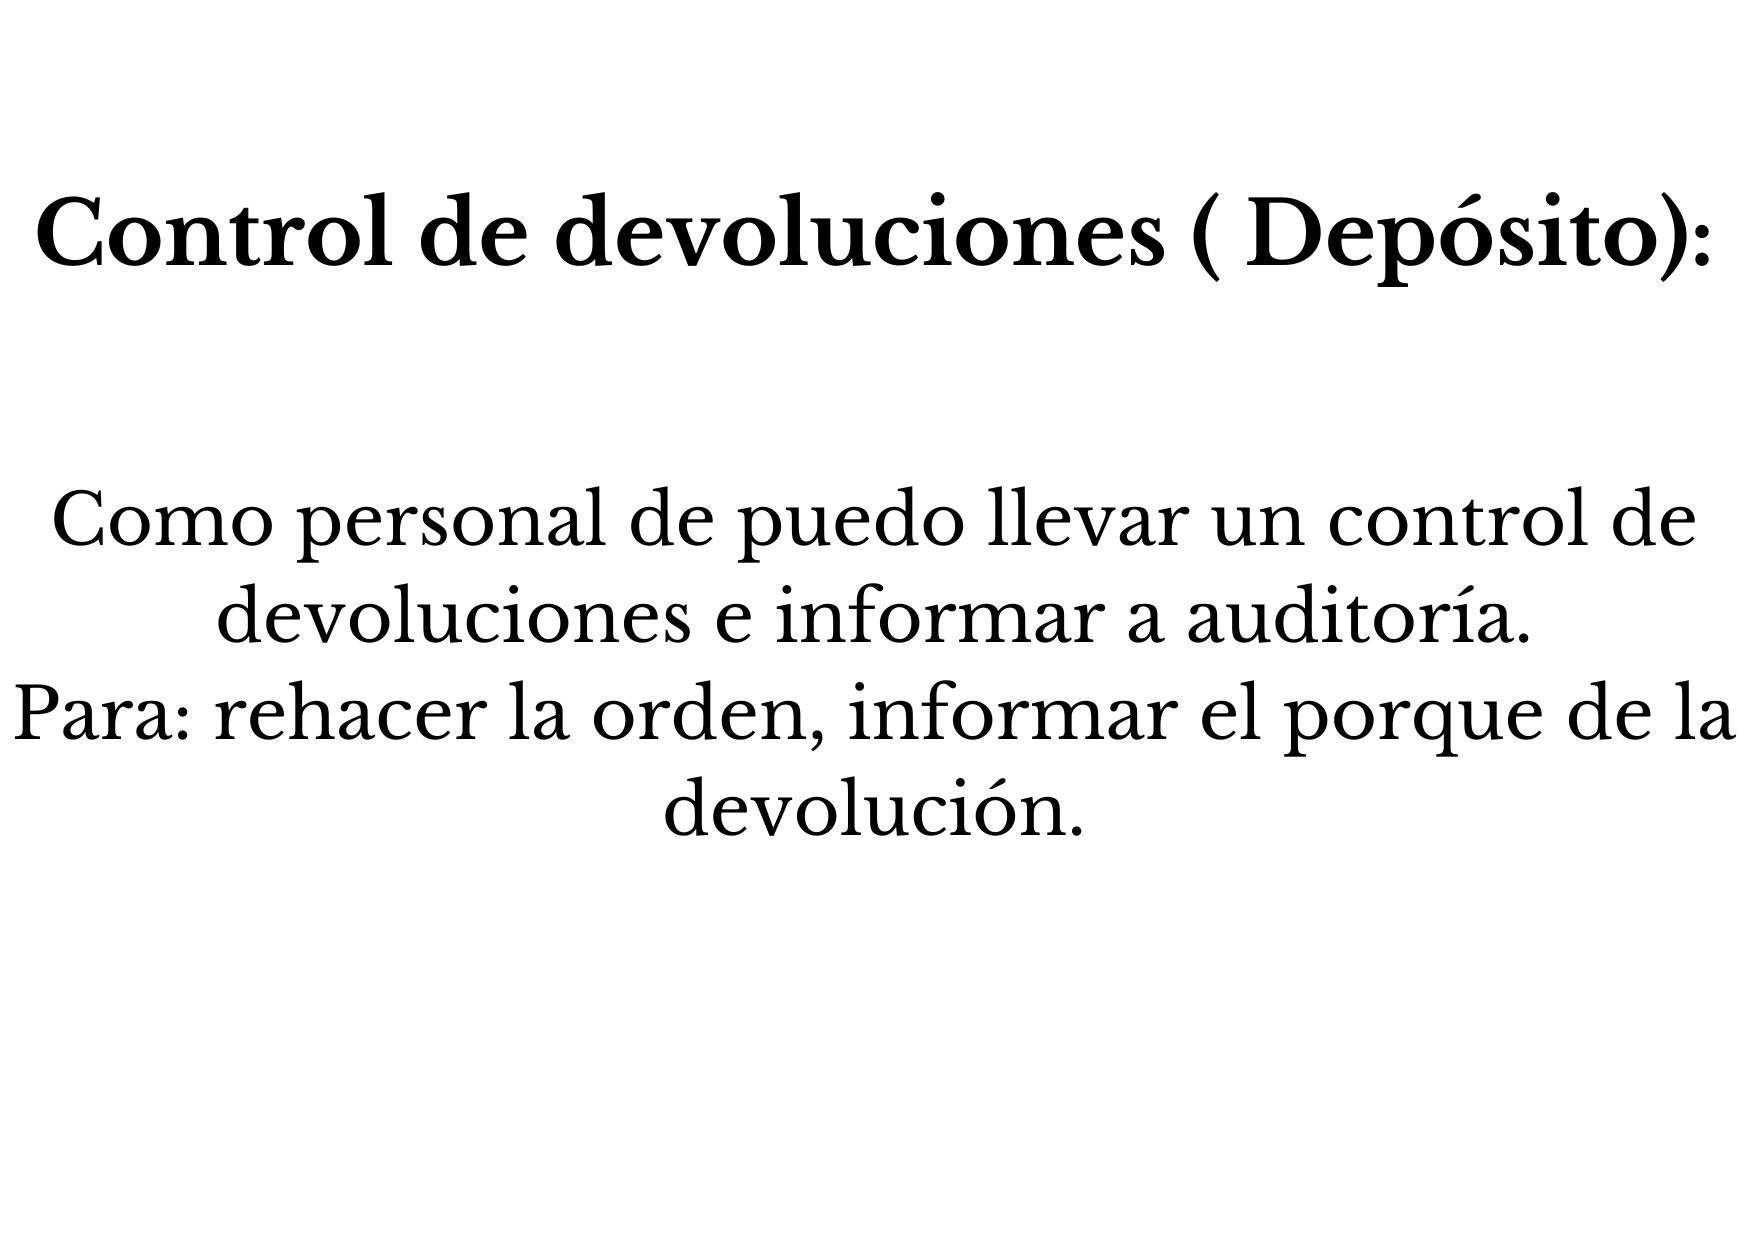 Control de devoluciones ( Depósito):
Como personal de puedo llevar un control de
devoluciones e informar a auditoría.
Para: rehacer la orden, informar el porque de la
devolución.